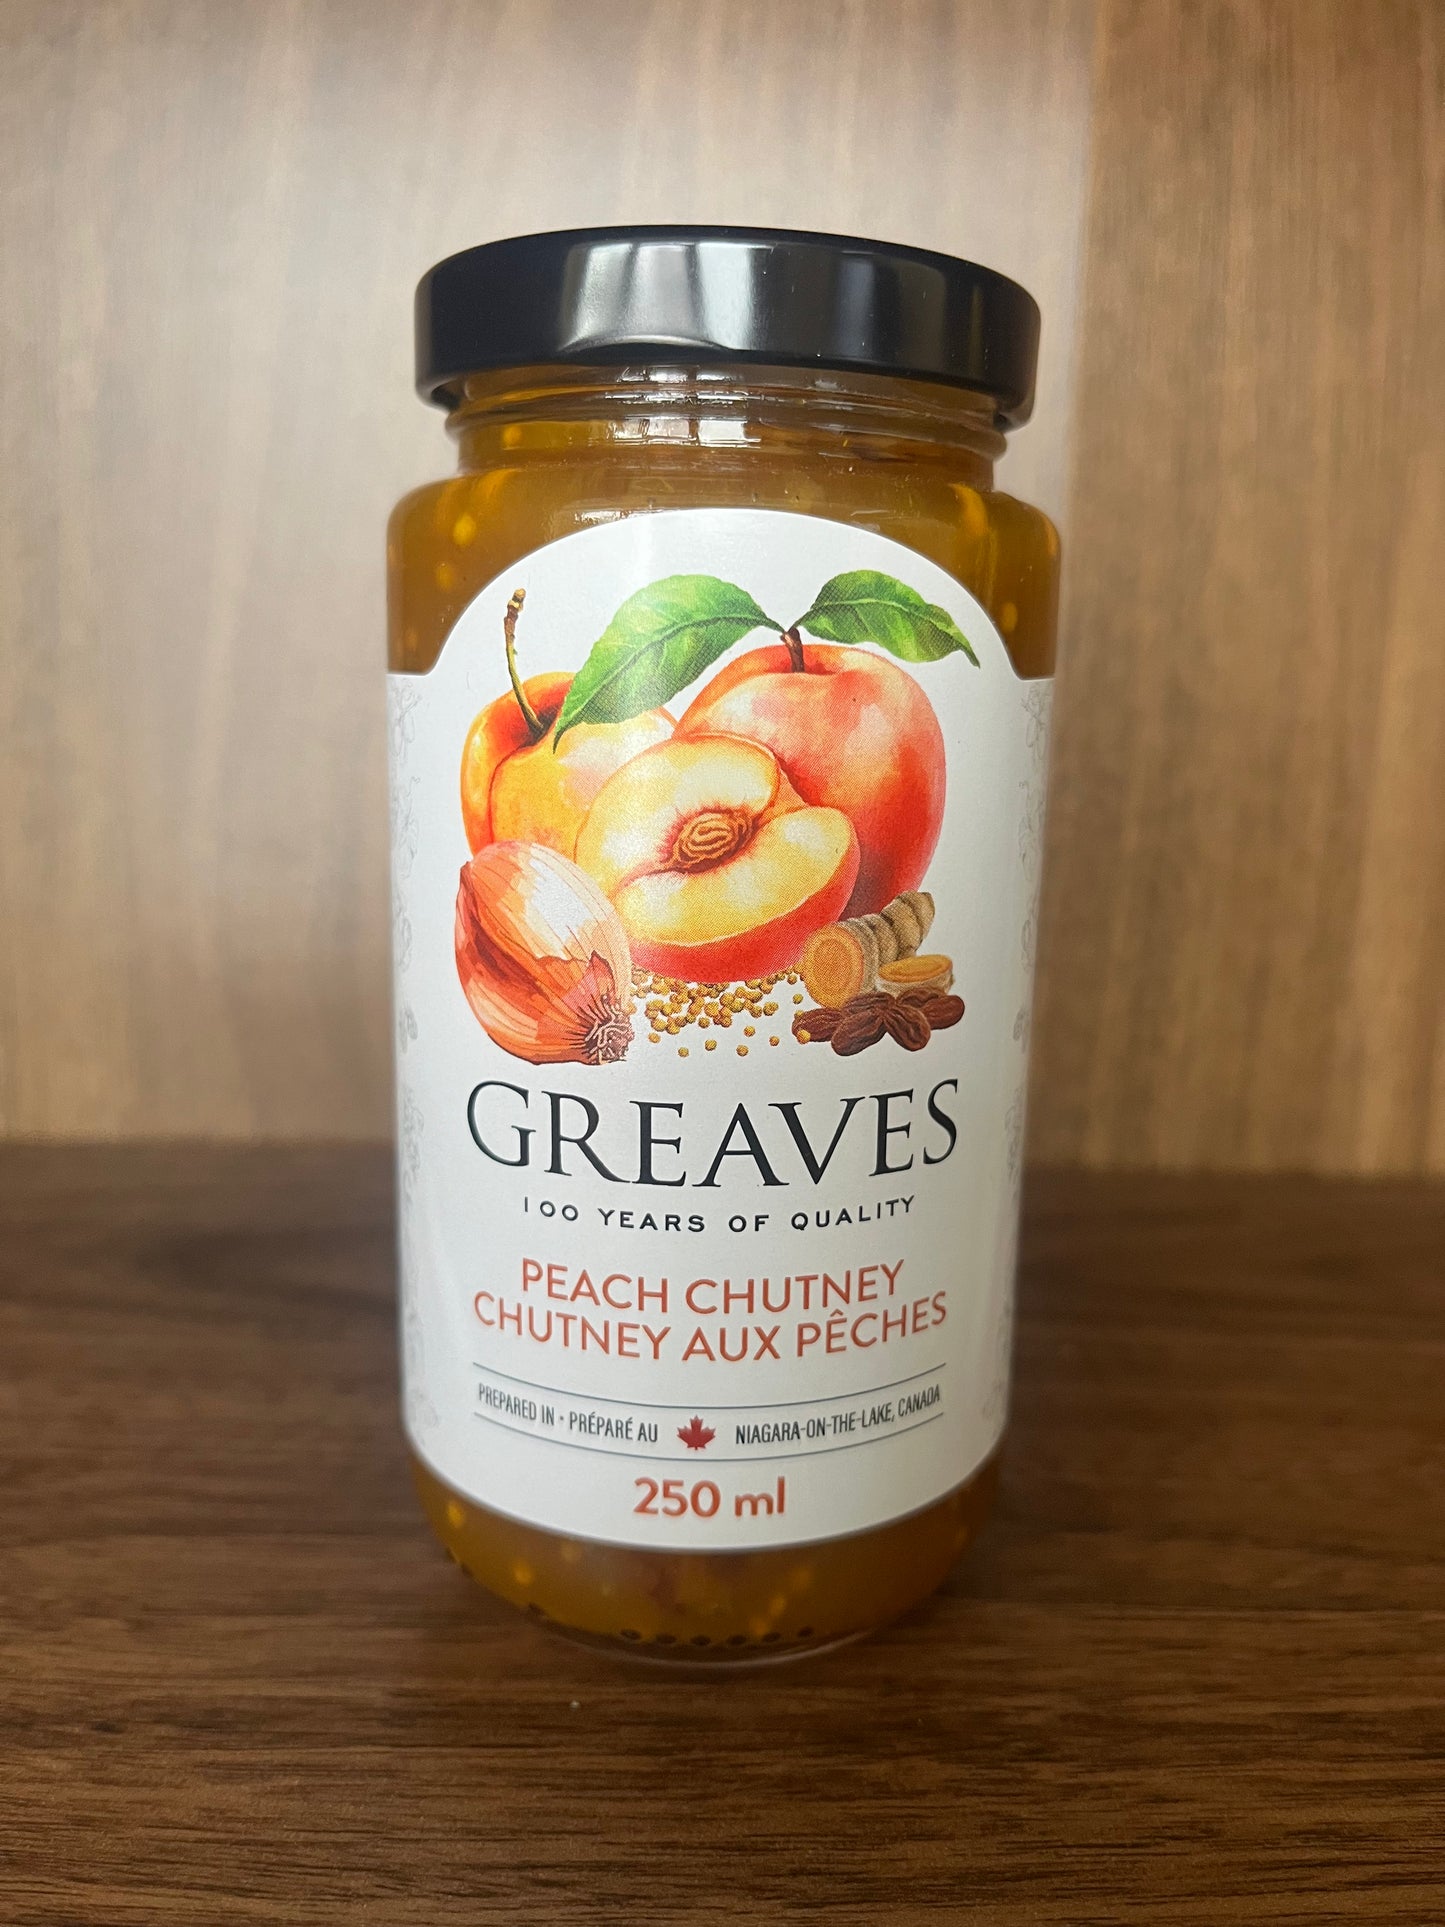 GREAVES
100 YEARS OF QUALITY
PEACH CHUTNEY
CHUTNEY AUX PÊCHES
PREPARED IN • PRÉPARÉ AU NIAGARA-ON-THE-LAKE, CANADA
250 ml